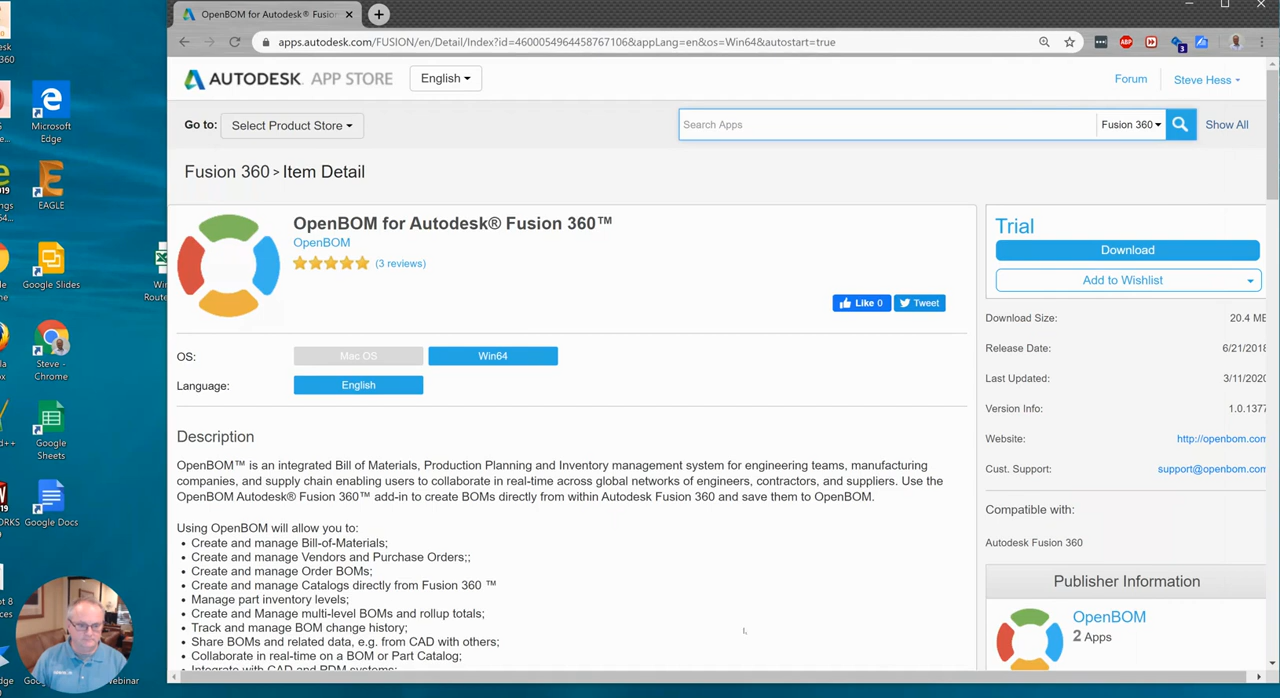 OpenBOM for Autodesk® Fusion
apps.autodesk.com/FUSION/en/Detail/Index?id=4600054964458767106&appLang=en&os=Win64&autostart=true
ABP
3
AUTODESK. APP STORE
English
Forum
Steve Hess
Go to:
Select Product Store
Search Apps
Fusion 360
Show All
Fusion 360 > Item Detail
OpenBOM for Autodesk® Fusion 360™
OpenBOM
(3 reviews)
Like 0
Tweet
OS:
Mac OS
Win64
Language:
English
Description
OpenBOM™ is an integrated Bill of Materials, Production Planning and Inventory management system for engineering teams, manufacturing
companies, and supply chain enabling users to collaborate in real-time across global networks of engineers, contractors, and suppliers. Use the
OpenBOM Autodesk® Fusion 360™ add-in to create BOMs directly from within Autodesk Fusion 360 and save them to OpenBOM.
Using OpenBOM will allow you to:
• Create and manage Bill-of-Materials;
• Create and manage Vendors and Purchase Orders;;
• Create and manage Order BOMs;
• Create and manage Catalogs directly from Fusion 360 ™
• Manage part inventory levels;
• Create and Manage multi-level BOMs and rollup totals;
• Track and manage BOM change history;
• Share BOMs and related data, e.g. from CAD with others;
• Collaborate in real-time on a BOM or Part Catalog;
• Integrate with CAD and PDM systems;
Trial
Download
Add to Wishlist
Download Size:
20.4 MB
Release Date:
6/21/2018
Last Updated:
3/11/2020
Version Info:
1.0.1377
Website:
http://openbom.com
Cust. Support:
support@openbom.com
Compatible with:
Autodesk Fusion 360
Publisher Information
OpenBOM
2 Apps
Microsoft
Edge
EAGLE
Google Slides
Steve -
Chrome
Google
Sheets
Google Docs
360
2019